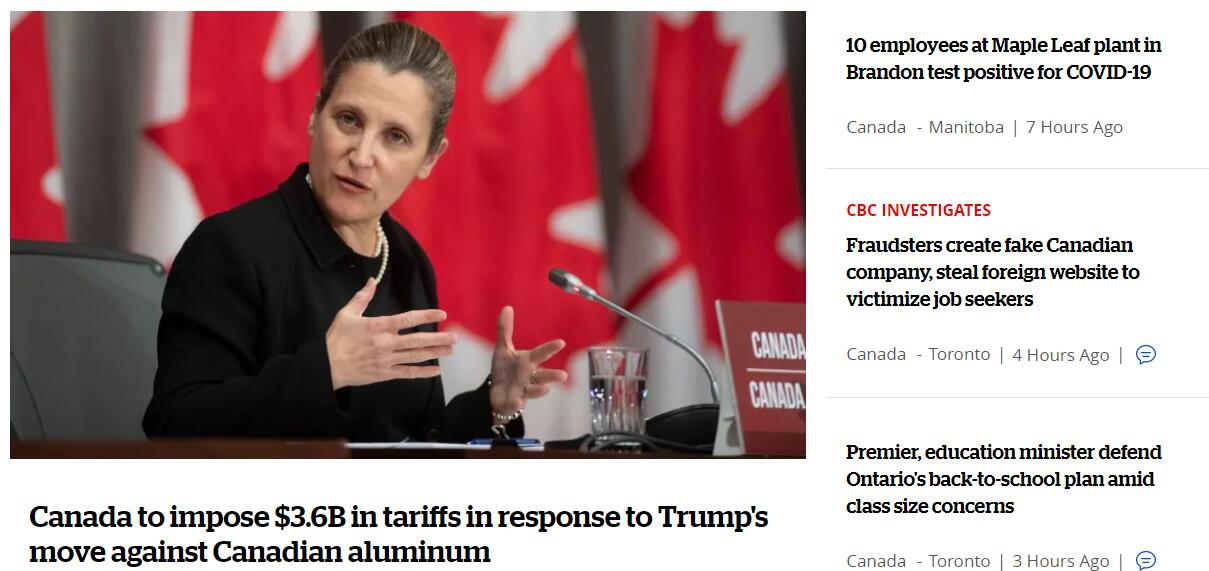 CANADA
CANADA
Canada to impose $3.6B in tariffs in response to Trump's
move against Canadian aluminum
10 employees at Maple Leaf plant in
Brandon test positive for COVID-19
Canada - Manitoba | 7 Hours Ago
CBC INVESTIGATES
Fraudsters create fake Canadian
company, steal foreign website to
victimize job seekers
Canada - Toronto | 4 Hours Ago |
Premier, education minister defend
Ontario's back-to-school plan amid
class size concerns
Canada - Toronto | 3 Hours Ago |